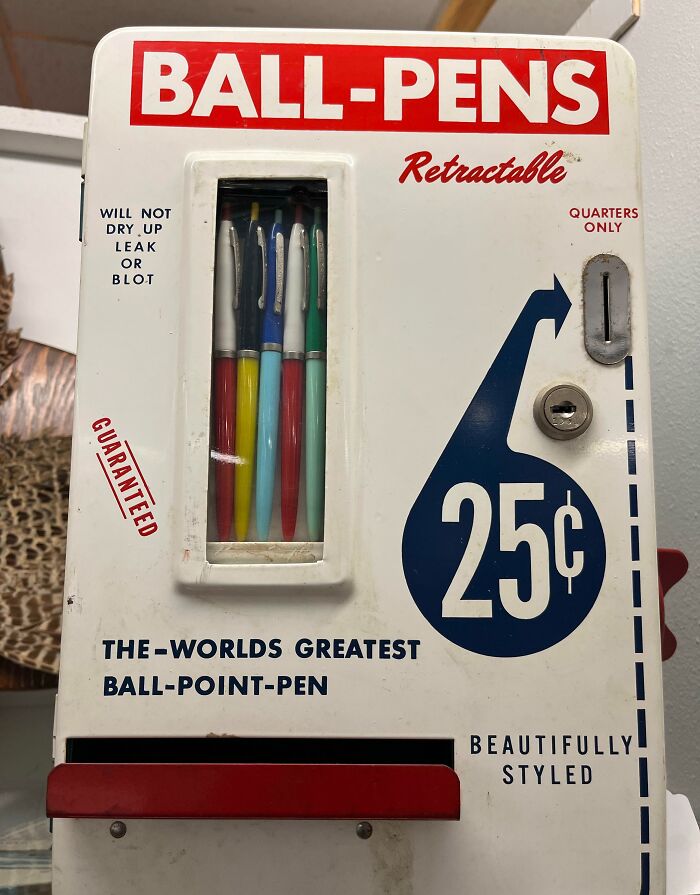 BALL-PENS
Retractable
WILL NOT
DRY UP
LEAK
OR
BLOT
QUARTERS
ONLY
GUARANTEED
25¢
THE-WORLDS GREATEST
BALL-POINT-PEN
BEAUTIFULLY
STYLED